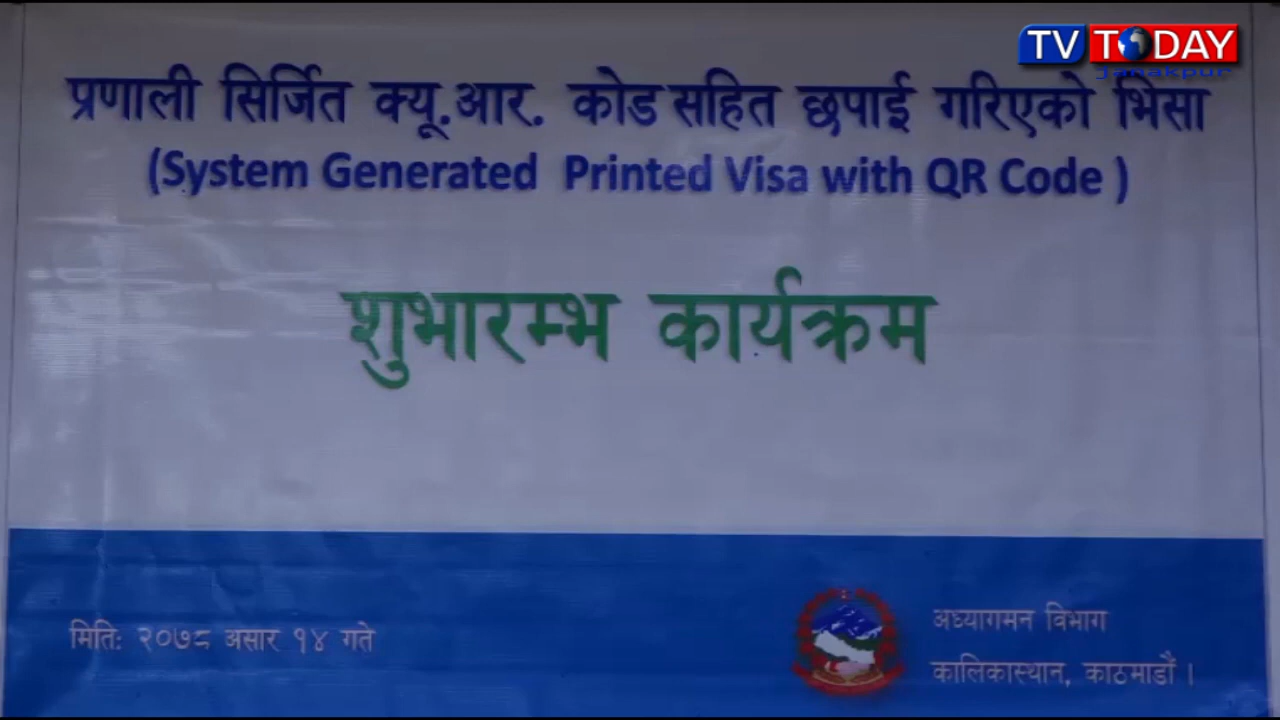 TV TODAY
Janakpur
प्रणाली सिर्जित क्यू.आर. कोड सहित छपाई गरिएको भिसा
(System Generated Printed Visa with QR Code )
शुभारम्भ कार्यक्रम
मितिः २०७८ असार १४ गते
अध्यागमन विभाग
कालिकास्थान, काठमाडौं ।